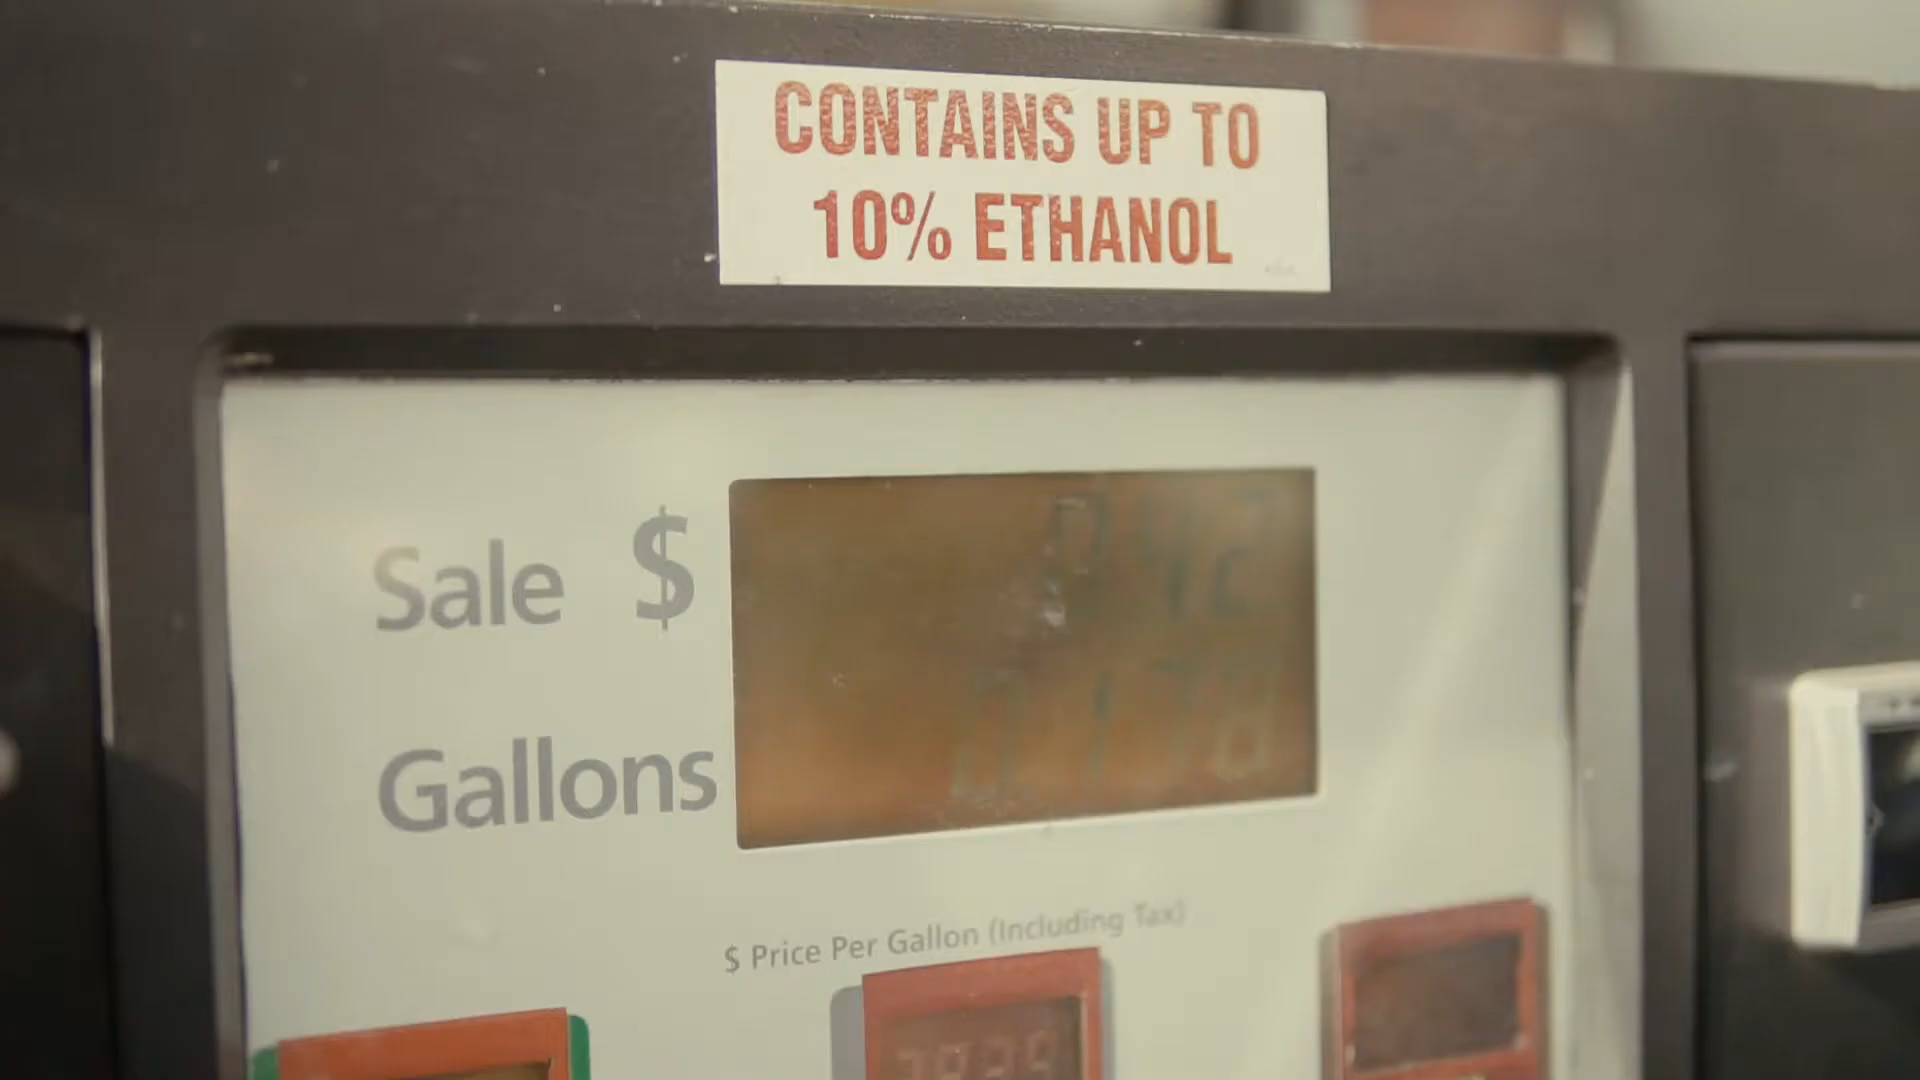 CONTAINS UP TO
10% ETHANOL
Sale $
Gallons
$ Price Per Gallon (Including Tax)